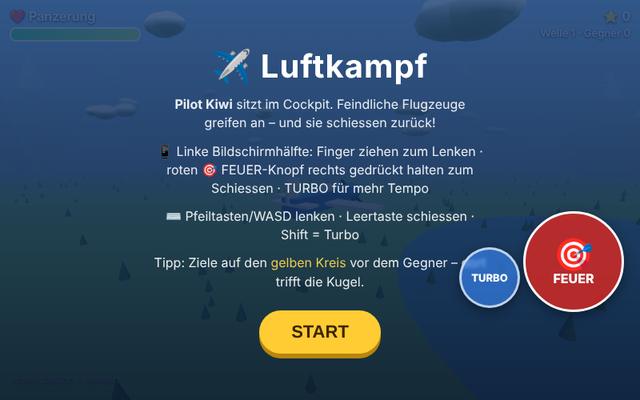 Panzerung
0
Welle 1 · Gegner 0
Luftkampf
Pilot Kiwi sitzt im Cockpit. Feindliche Flugzeuge
greifen an – und sie schiessen zurück!
Linke Bildschirmhälfte: Finger ziehen zum Lenken ·
roten FEUER-Knopf rechts gedrückt halten zum
Schiessen · TURBO für mehr Tempo
Pfeiltasten/WASD lenken · Leertaste schiessen ·
Shift = Turbo
Tipp: Ziele auf den gelben Kreis vor dem Gegner –
trifft die Kugel.
TURBO
FEUER
START